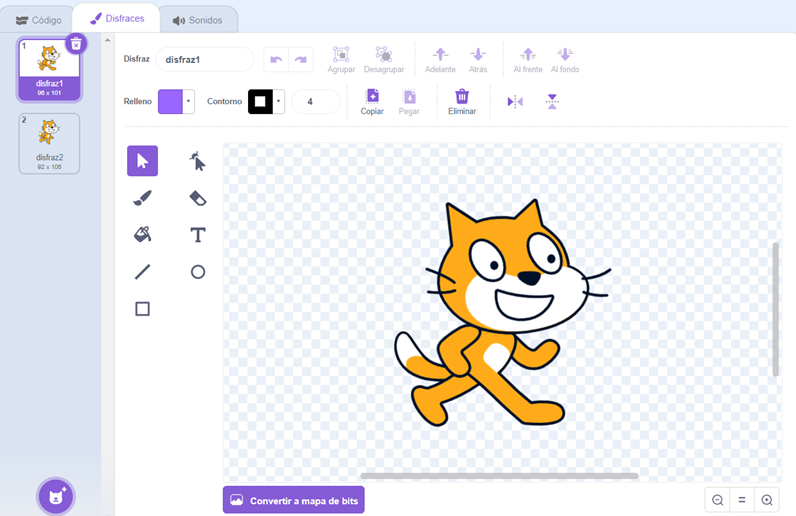 Código
Disfraces
Sonidos
1
disfraz1
96 x 101
2
disfraz2
92 x 106
Disfraz
disfraz1
Agrupar
Desagrupar
Adelante
Atrás
Al frente
Al fondo
Relleno
Contorno
4
Copiar
Pegar
Eliminar
T
Convertir a mapa de bits